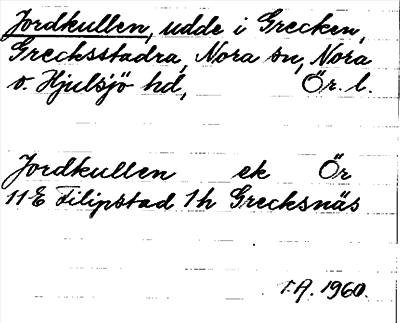 Jordkullen, udde i Grecken,
Grecksstadra, Nora sn, Nora
o. Hjulsjö hd, Ör. l.
Jordkullen ek Ör
11E Filipstad 1h Grecksnäs
T.A. 1960.